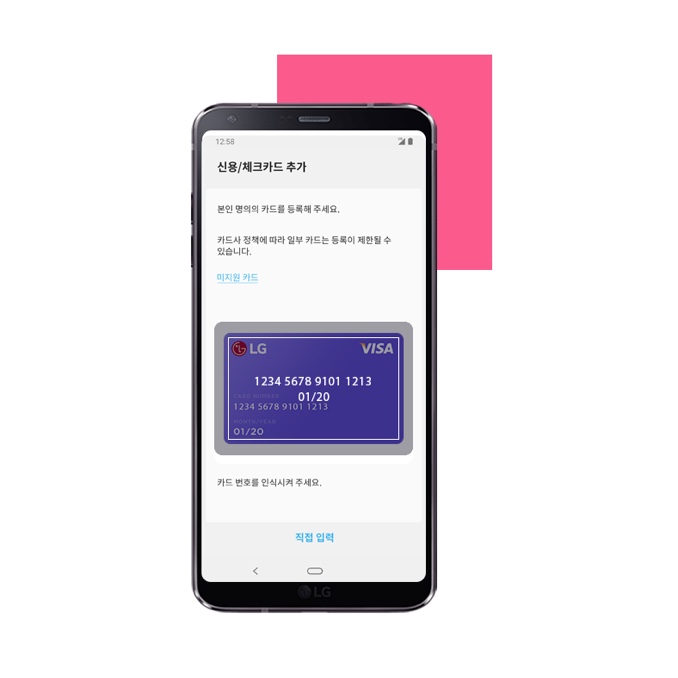 12:58
신용/체크카드 추가
본인 명의의 카드를 등록해 주세요.
카드사 정책에 따라 일부 카드는 등록이 제한될 수
있습니다.
미지원 카드
LG VISA
1234 5678 9101 1213
01/20
CARD NUMBER
1234 5678 9101 1213
MONTH/YEAR
01/20
카드 번호를 인식시켜 주세요.
직접 입력
LG